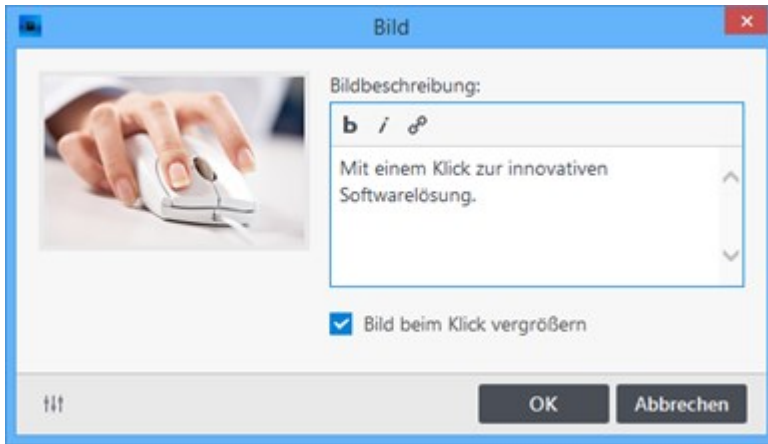 Bild
Bildbeschreibung:
b i
Mit einem Klick zur innovativen
Softwarelösung.
Bild beim Klick vergrößern
OK Abbrechen